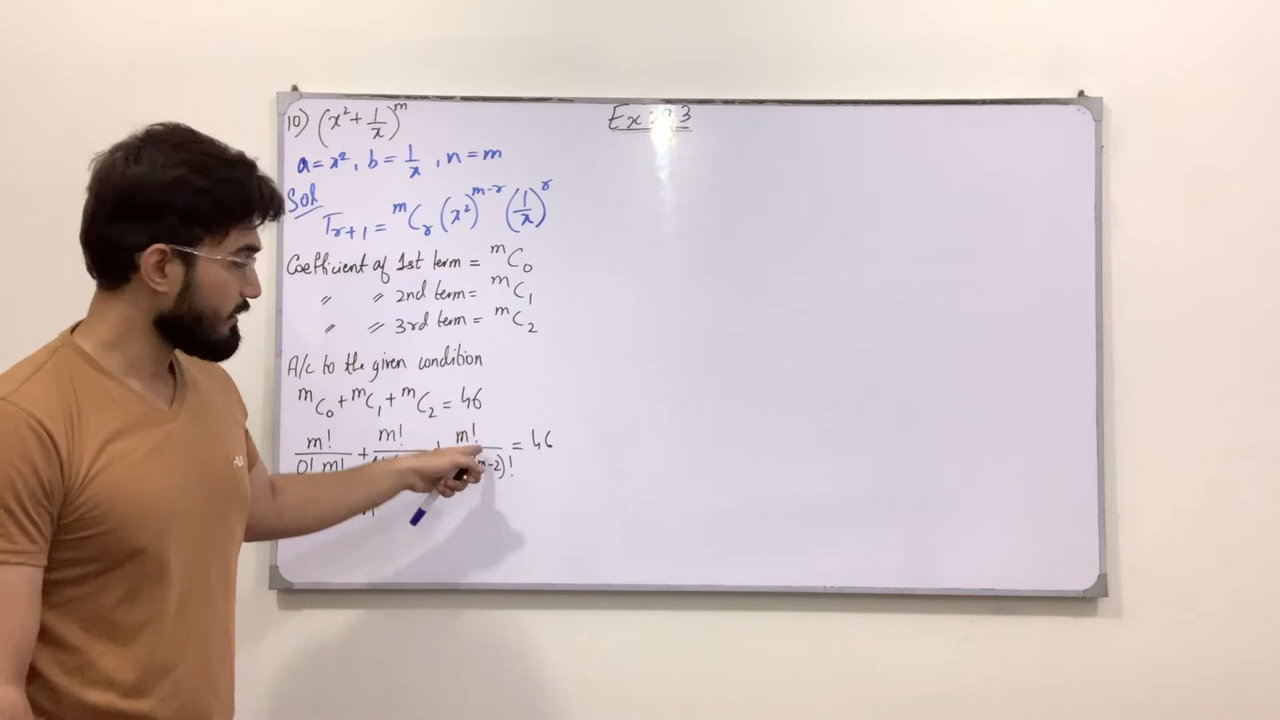 Ex
10) (x² + 1/x)^m
a = x², b = 1/x, n = m
Sol
T_{r+1} = ^mC_r (x²)^{m-r} (1/x)^r
Coefficient of 1st term = ^mC_0
〃 〃 2nd term = ^mC_1
〃 〃 3rd term = ^mC_2
A/c to the given condition
^mC_0 + ^mC_1 + ^mC_2 = 46
m!/0! m! + m!/ + m!/(m-2)! = 46